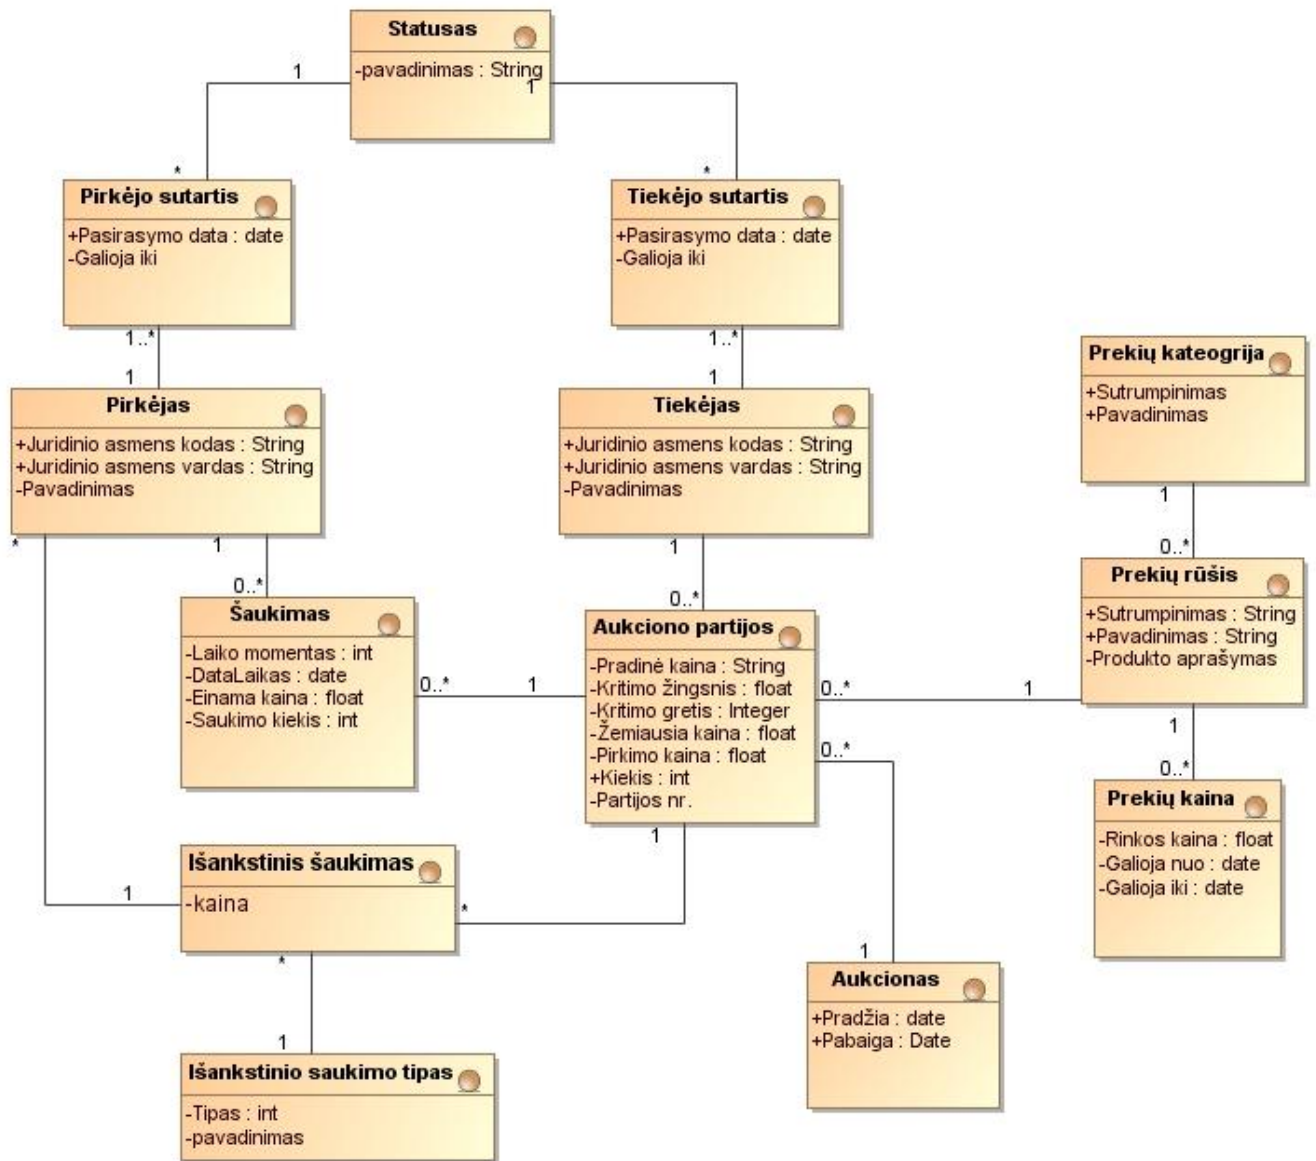 Statusas
-pavadinimas : String
1
1
*
*
Pirkėjo sutartis
+Pasirasymo data : date
-Galioja iki
Tiekėjo sutartis
+Pasirasymo data : date
-Galioja iki
1..*
1
1..*
1
Pirkėjas
+Juridinio asmens kodas : String
+Juridinio asmens vardas : String
-Pavadinimas
Tiekėjas
+Juridinio asmens kodas : String
+Juridinio asmens vardas : String
-Pavadinimas
Prekių kateogrija
+Sutrumpinimas
+Pavadinimas
1
0..*
*
1
0..*
1
0..*
Prekių rūšis
+Sutrumpinimas : String
+Pavadinimas : String
-Produkto aprašymas
Šaukimas
-Laiko momentas : int
-DataLaikas : date
-Einama kaina : float
-Saukimo kiekis : int
0..*
1
Aukciono partijos
-Pradinė kaina : String
-Kritimo žingsnis : float
-Kritimo gretis : Integer
-Žemiausia kaina : float
-Pirkimo kaina : float
+Kiekis : int
-Partijos nr.
0..*
1
0..*
1
0..*
Prekių kaina
-Rinkos kaina : float
-Galioja nuo : date
-Galioja iki : date
1
Išankstinis šaukimas
-kaina
1
*
*
1
1
Aukcionas
+Pradžia : date
+Pabaiga : Date
Išankstinio saukimo tipas
-Tipas : int
-pavadinimas